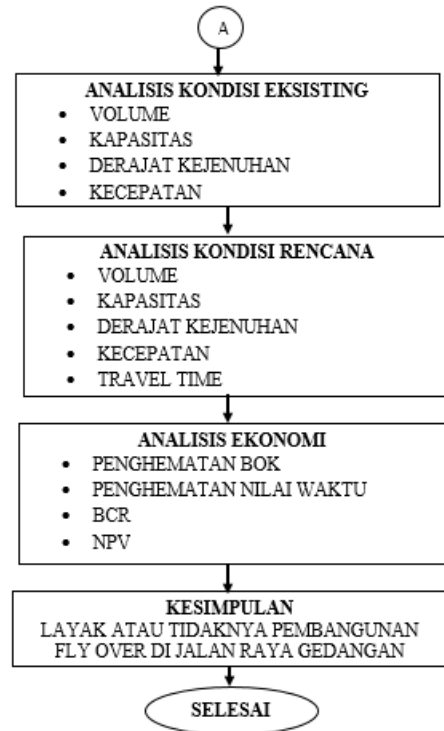 A
ANALISIS KONDISI EKSISTING
• VOLUME
• KAPASITAS
• DERAJAT KEJENUHAN
• KECEPATAN
ANALISIS KONDISI RENCANA
• VOLUME
• KAPASITAS
• DERAJAT KEJENUHAN
• KECEPATAN
• TRAVEL TIME
ANALISIS EKONOMI
• PENGHEMATAN BOK
• PENGHEMATAN NILAI WAKTU
• BCR
• NPV
KESIMPULAN
LAYAK ATAU TIDAKNYA PEMBANGUNAN
FLY OVER DI JALAN RAYA GEDANGAN
SELESAI